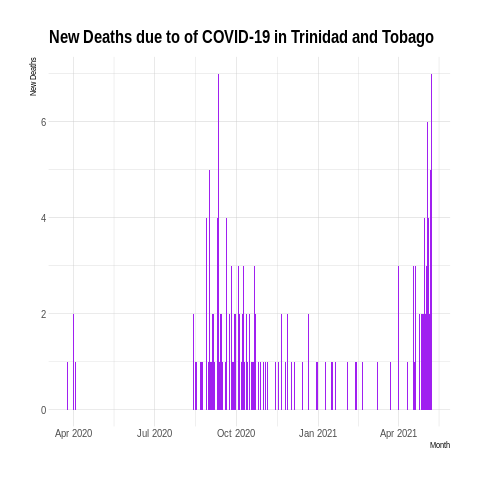 New Deaths due to of COVID-19 in Trinidad and Tobago
New Deaths
6
4
2
0
Apr 2020 Jul 2020 Oct 2020 Jan 2021 Apr 2021
Month